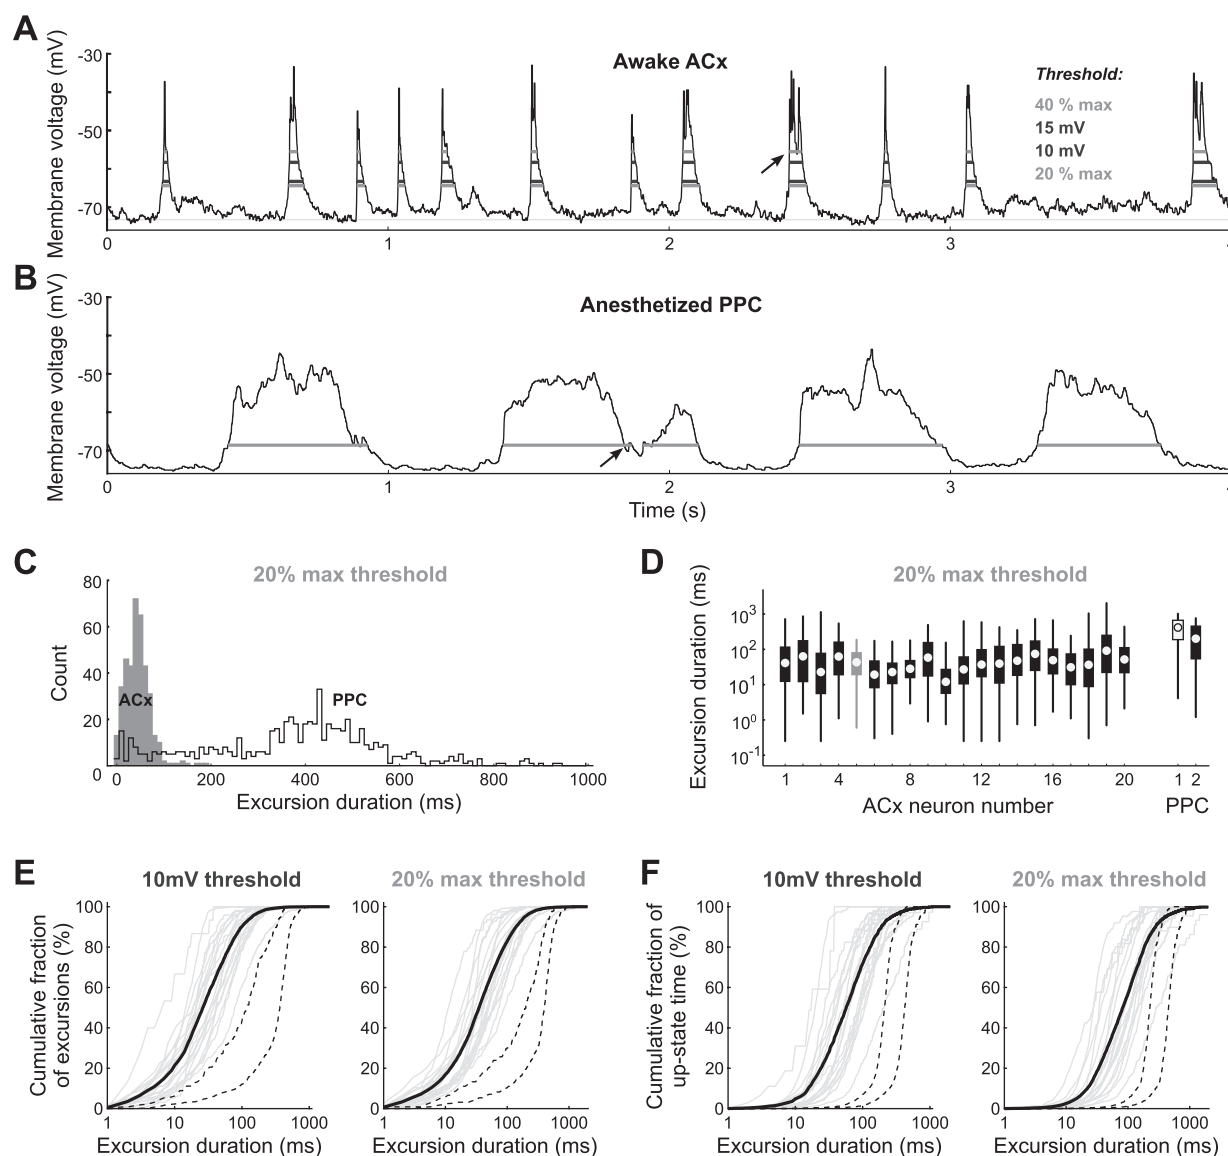 A
Membrane voltage (mV)
Awake ACx
Threshold:
40 % max
15 mV
10 mV
20 % max
-30
-50
-70
0 1 2 3
B
Membrane voltage (mV)
Anesthetized PPC
-30
-50
-70
0 1 2 3
Time (s)
C
20% max threshold
Count
80
60
40
20
0
ACx
PPC
0 200 400 600 800 1000
Excursion duration (ms)
D
20% max threshold
Excursion duration (ms)
10³
10²
10¹
10⁰
10⁻¹
1 4 8 12 16 20 1 2
ACx neuron number PPC
E
10mV threshold
20% max threshold
Cumulative fraction
of excursions (%)
100 100
80 80
60 60
40 40
20 20
0 0
1 10 100 1000 1 10 100 1000
Excursion duration (ms) Excursion duration (ms)
F
10mV threshold
20% max threshold
Cumulative fraction of
up-state time (%)
100 100
80 80
60 60
40 40
20 20
0 0
1 10 100 1000 1 10 100 1000
Excursion duration (ms) Excursion duration (ms)